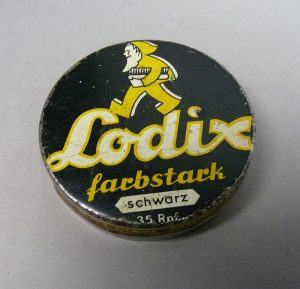 Lodix
farbstark
schwarz
35 Rpf.